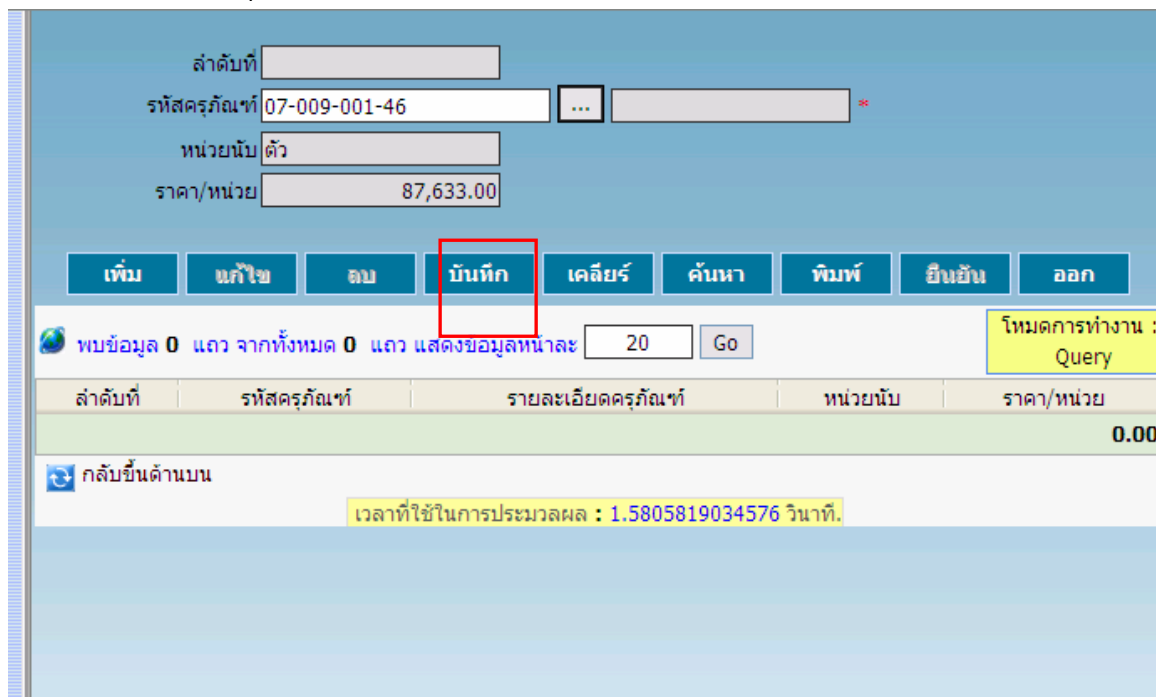 ลำดับที่
รหัสครุภัณฑ์ 07-009-001-46 ... *
หน่วยนับ ตัว
ราคา/หน่วย 87,633.00
เพิ่ม แก้ไข ลบ บันทึก เคลียร์ ค้นหา พิมพ์ ยืนยัน ออก
พบข้อมูล 0 แถว จากทั้งหมด 0 แถว แสดงข้อมูลหน้าละ 20 Go
โหมดการทำงาน :
Query
ลำดับที่ รหัสครุภัณฑ์ รายละเอียดครุภัณฑ์ หน่วยนับ ราคา/หน่วย
0.00
กลับขึ้นด้านบน
เวลาที่ใช้ในการประมวลผล : 1.5805819034576 วินาที.